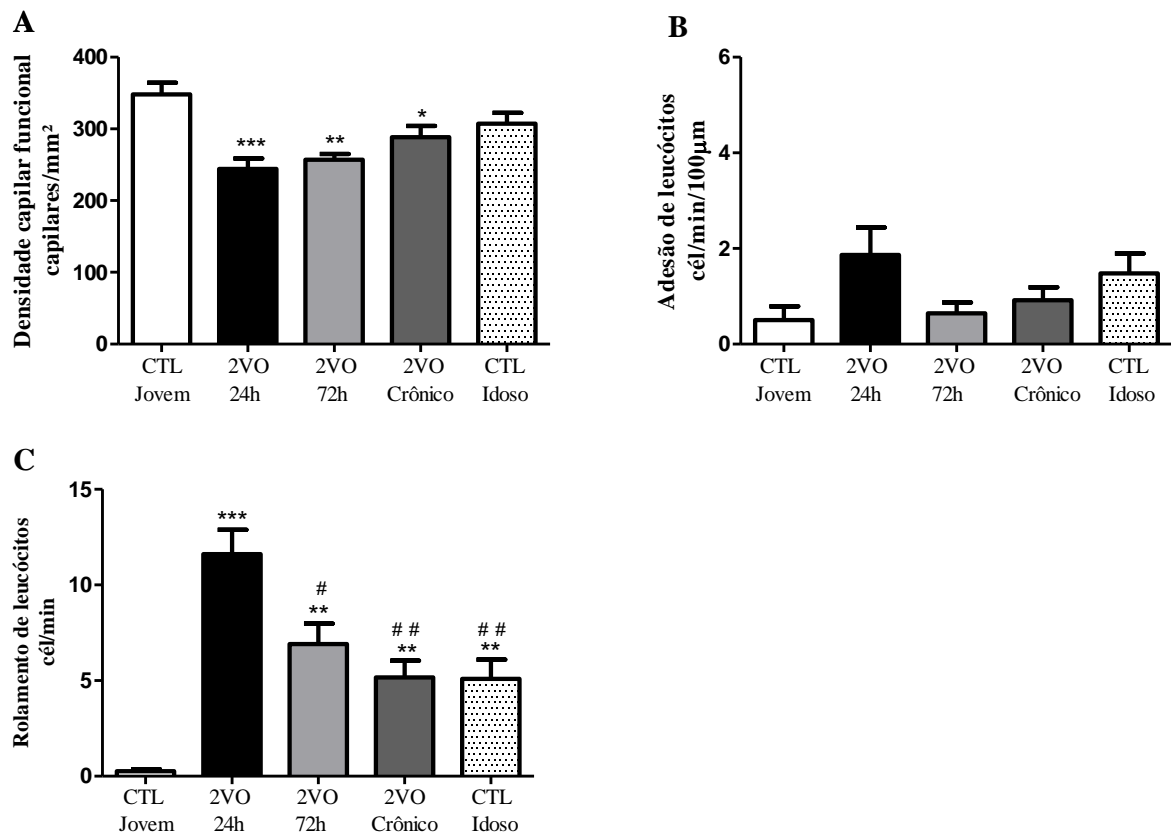 A
Densidade capilar funcional
capilares/mm²
400
300
200
100
0
***
**
*
CTL
Jovem
2VO
24h
2VO
72h
2VO
Crônico
CTL
Idoso
B
Adesão de leucócitos
cél/min/100µm
6
4
2
0
CTL
Jovem
2VO
24h
2VO
72h
2VO
Crônico
CTL
Idoso
C
Rolamento de leucócitos
cél/min
15
10
5
0
***
#
**
# #
**
# #
**
CTL
Jovem
2VO
24h
2VO
72h
2VO
Crônico
CTL
Idoso